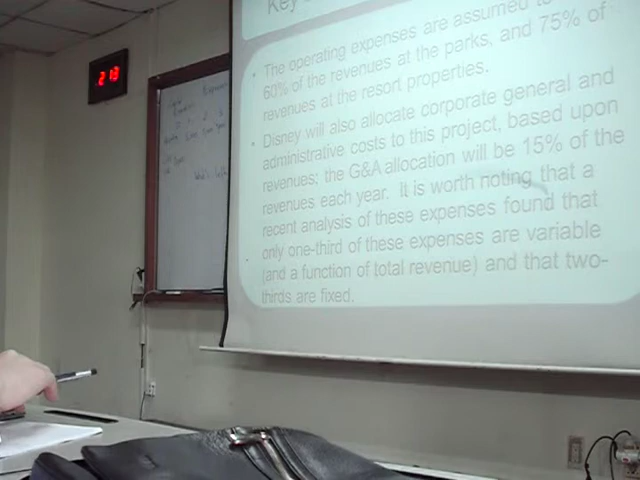 Key
The operating expenses are assumed to
60% of the revenues at the parks, and 75% of
revenues at the resort properties.
Disney will also allocate corporate general and
administrative costs to this project, based upon
revenues; the G&A allocation will be 15% of the
revenues each year. It is worth noting that a
recent analysis of these expenses found that
only one-third of these expenses are variable
(and a function of total revenue) and that two-
thirds are fixed.